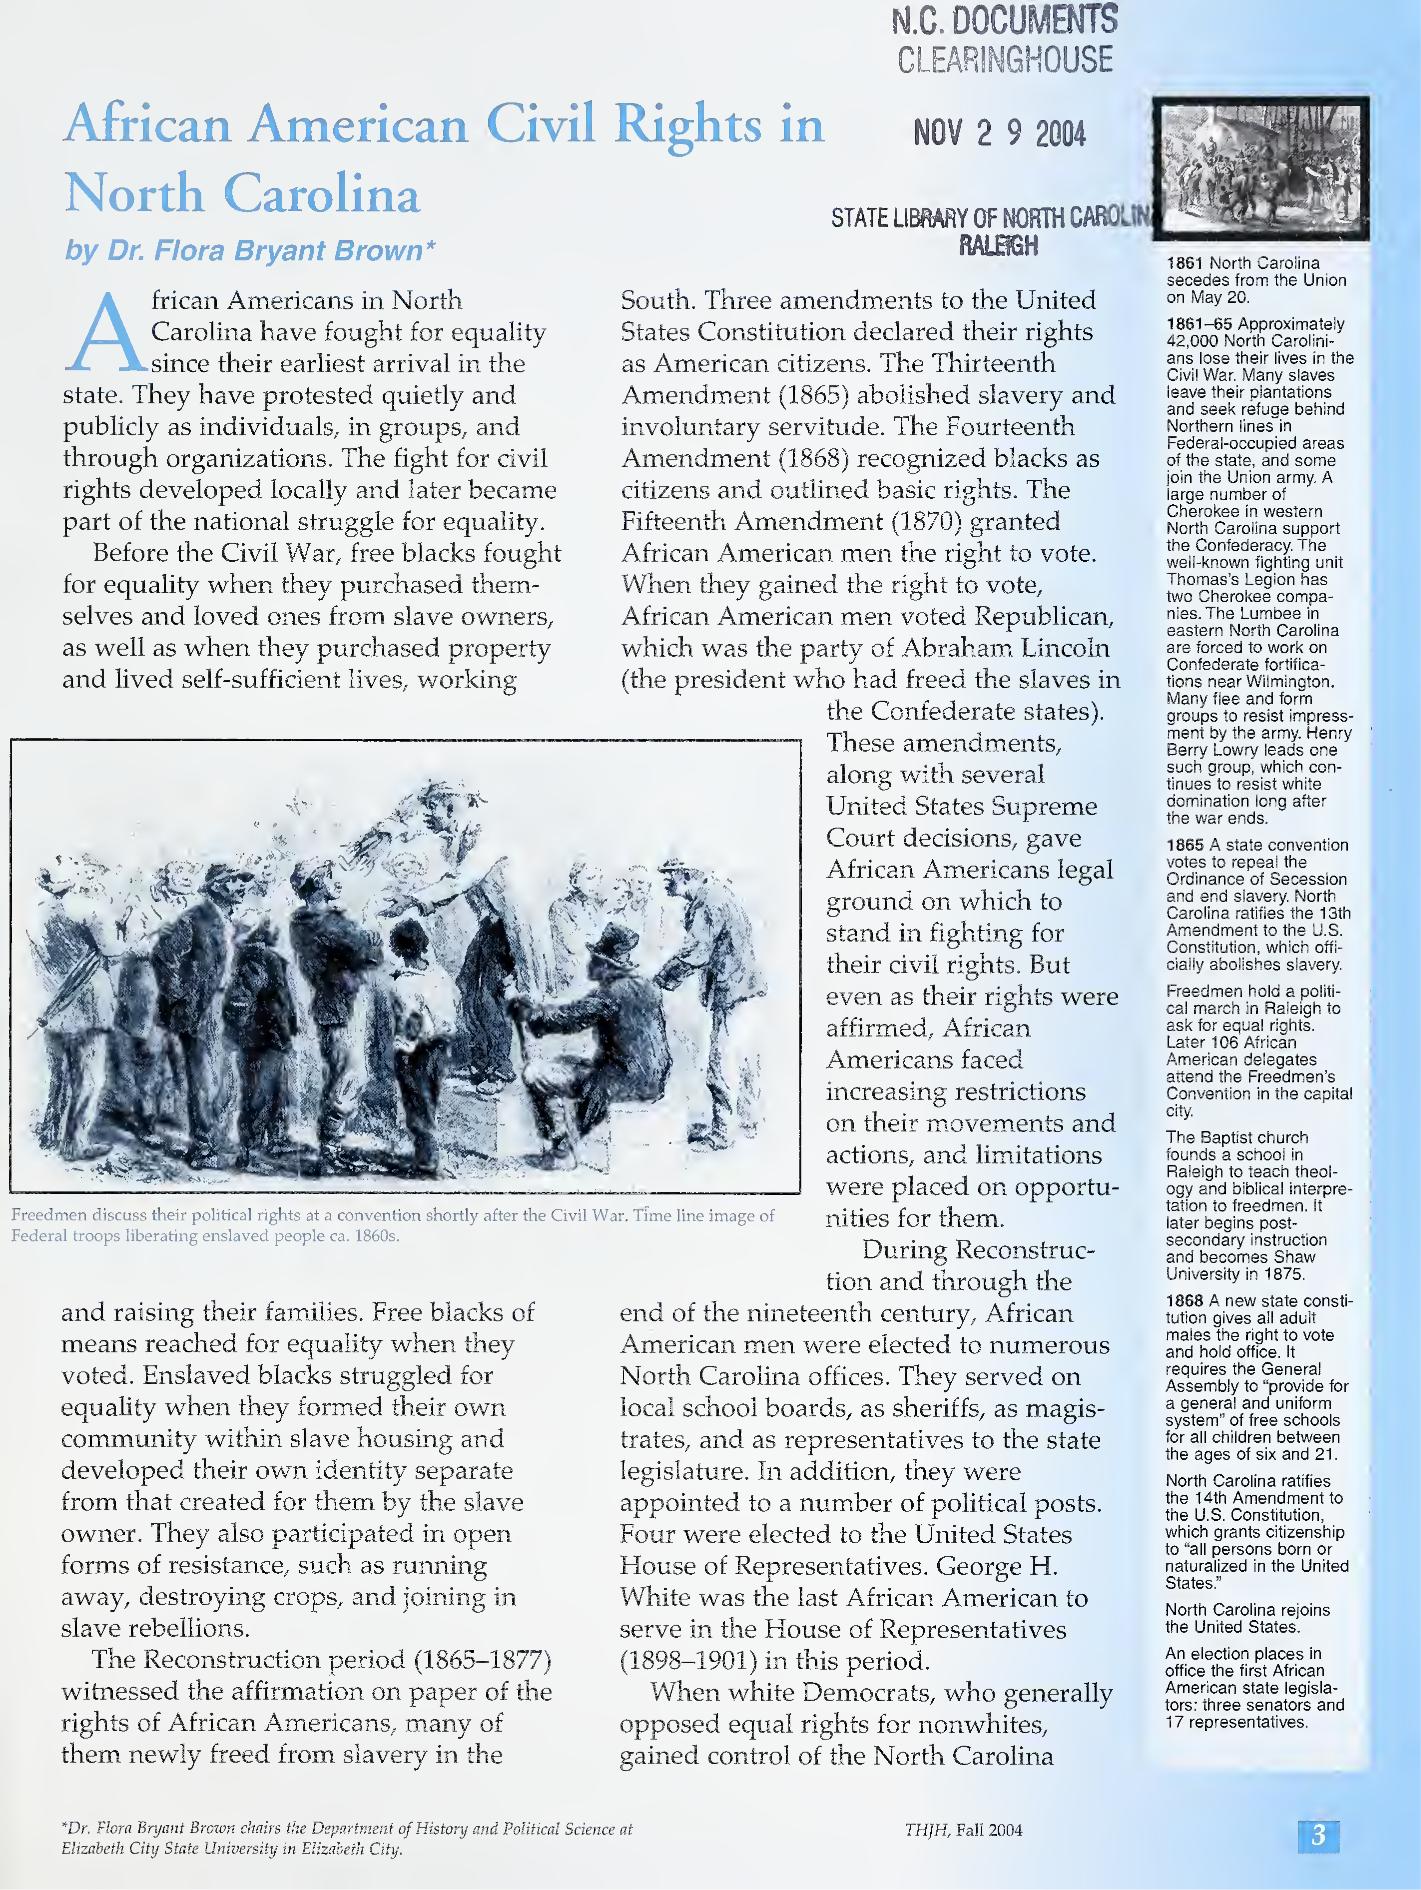 N.C. DOCUMENTS
CLEARINGHOUSE
NOV 2 9 2004
STATE LIBRARY OF NORTH CAROLIN
RALEIGH
African American Civil Rights in
North Carolina
by Dr. Flora Bryant Brown*
African Americans in North
Carolina have fought for equality
since their earliest arrival in the
state. They have protested quietly and
publicly as individuals, in groups, and
through organizations. The fight for civil
rights developed locally and later became
part of the national struggle for equality.
Before the Civil War, free blacks fought
for equality when they purchased them-
selves and loved ones from slave owners,
as well as when they purchased property
and lived self-sufficient lives, working
Freedmen discuss their political rights at a convention shortly after the Civil War. Time line image of
Federal troops liberating enslaved people ca. 1860s.
and raising their families. Free blacks of
means reached for equality when they
voted. Enslaved blacks struggled for
equality when they formed their own
community within slave housing and
developed their own identity separate
from that created for them by the slave
owner. They also participated in open
forms of resistance, such as running
away, destroying crops, and joining in
slave rebellions.
The Reconstruction period (1865–1877)
witnessed the affirmation on paper of the
rights of African Americans, many of
them newly freed from slavery in the
South. Three amendments to the United
States Constitution declared their rights
as American citizens. The Thirteenth
Amendment (1865) abolished slavery and
involuntary servitude. The Fourteenth
Amendment (1868) recognized blacks as
citizens and outlined basic rights. The
Fifteenth Amendment (1870) granted
African American men the right to vote.
When they gained the right to vote,
African American men voted Republican,
which was the party of Abraham Lincoln
(the president who had freed the slaves in
the Confederate states).
These amendments,
along with several
United States Supreme
Court decisions, gave
African Americans legal
ground on which to
stand in fighting for
their civil rights. But
even as their rights were
affirmed, African
Americans faced
increasing restrictions
on their movements and
actions, and limitations
were placed on opportu-
nities for them.
During Reconstruc-
tion and through the
end of the nineteenth century, African
American men were elected to numerous
North Carolina offices. They served on
local school boards, as sheriffs, as magis-
trates, and as representatives to the state
legislature. In addition, they were
appointed to a number of political posts.
Four were elected to the United States
House of Representatives. George H.
White was the last African American to
serve in the House of Representatives
(1898–1901) in this period.
When white Democrats, who generally
opposed equal rights for nonwhites,
gained control of the North Carolina
1861 North Carolina
secedes from the Union
on May 20.
1861–65 Approximately
42,000 North Carolini-
ans lose their lives in the
Civil War. Many slaves
leave their plantations
and seek refuge behind
Northern lines in
Federal-occupied areas
of the state, and some
join the Union army. A
large number of
Cherokee in western
North Carolina support
the Confederacy. The
well-known fighting unit
Thomas's Legion has
two Cherokee compa-
nies. The Lumbee in
eastern North Carolina
are forced to work on
Confederate fortifica-
tions near Wilmington.
Many flee and form
groups to resist impress-
ment by the army. Henry
Berry Lowry leads one
such group, which con-
tinues to resist white
domination long after
the war ends.
1865 A state convention
votes to repeal the
Ordinance of Secession
and end slavery. North
Carolina ratifies the 13th
Amendment to the U.S.
Constitution, which offi-
cially abolishes slavery.
Freedmen hold a politi-
cal march in Raleigh to
ask for equal rights.
Later 106 African
American delegates
attend the Freedmen's
Convention in the capital
city.
The Baptist church
founds a school in
Raleigh to teach theol-
ogy and biblical interpre-
tation to freedmen. It
later begins post-
secondary instruction
and becomes Shaw
University in 1875.
1868 A new state consti-
tution gives all adult
males the right to vote
and hold office. It
requires the General
Assembly to "provide for
a general and uniform
system" of free schools
for all children between
the ages of six and 21.
North Carolina ratifies
the 14th Amendment to
the U.S. Constitution,
which grants citizenship
to "all persons born or
naturalized in the United
States."
North Carolina rejoins
the United States.
An election places in
office the first African
American state legisla-
tors: three senators and
17 representatives.
*Dr. Flora Bryant Brown chairs the Department of History and Political Science at
Elizabeth City State University in Elizabeth City.
THJH, Fall 2004
3